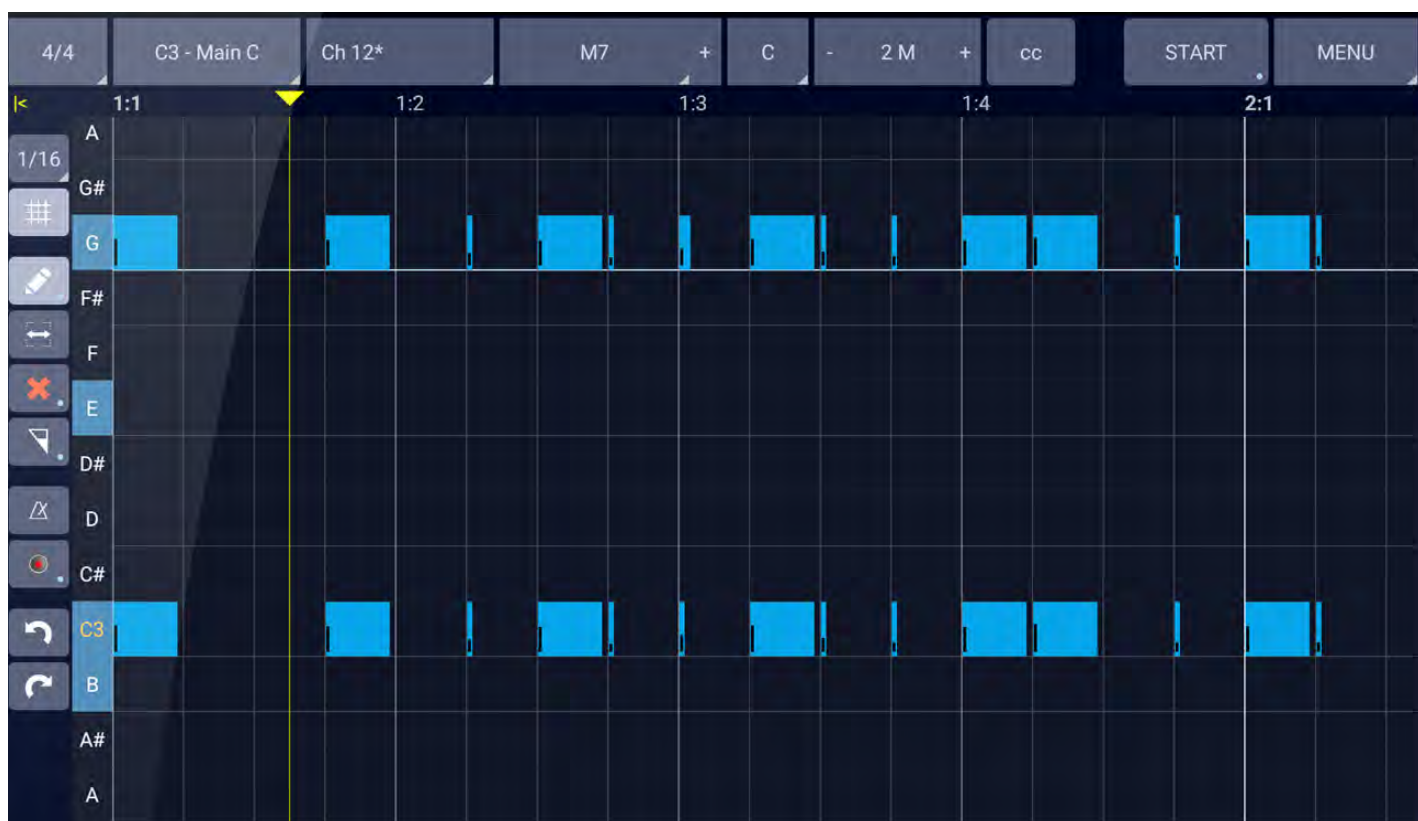 4/4 C3 - Main C Ch 12* M7 + C - 2 M + cc START MENU
|< 1:1 1:2 1:3 1:4 2:1
A
1/16
G#
G
F#
F
E
D#
D
C#
C3
B
A#
A